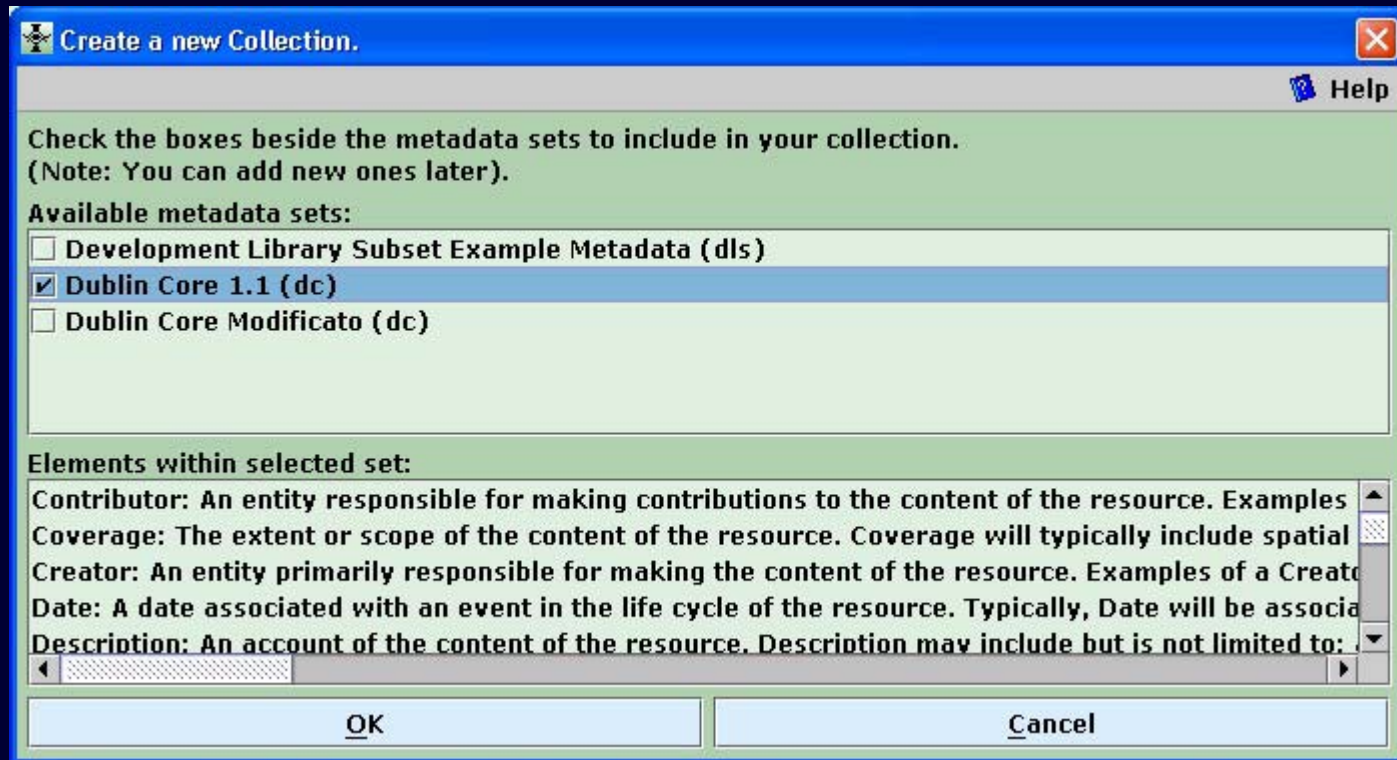 Create a new Collection.
Help
Check the boxes beside the metadata sets to include in your collection.
(Note: You can add new ones later).
Available metadata sets:
Development Library Subset Example Metadata (dls)
Dublin Core 1.1 (dc)
Dublin Core Modificato (dc)
Elements within selected set:
Contributor: An entity responsible for making contributions to the content of the resource. Examples
Coverage: The extent or scope of the content of the resource. Coverage will typically include spatial
Creator: An entity primarily responsible for making the content of the resource. Examples of a Creato
Date: A date associated with an event in the life cycle of the resource. Typically, Date will be associa
Description: An account of the content of the resource. Description may include but is not limited to:
OK
Cancel